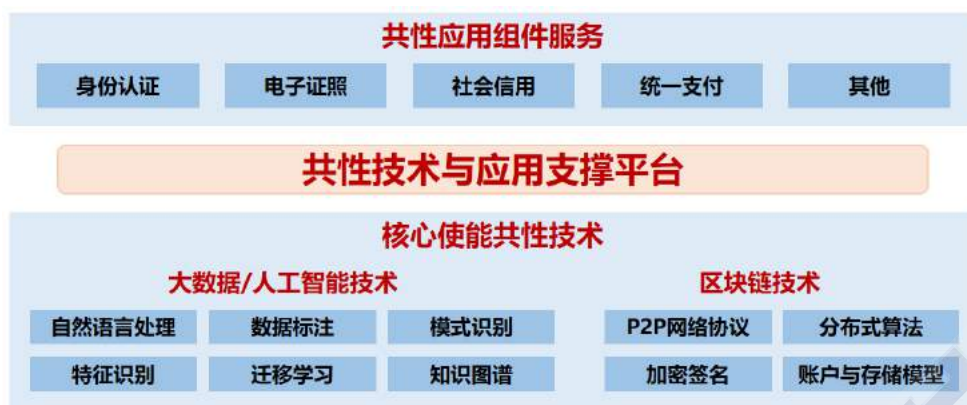 共性应用组件服务
身份认证 电子证照 社会信用 统一支付 其他
共性技术与应用支撑平台
核心使能共性技术
大数据/人工智能技术 区块链技术
自然语言处理 数据标注 模式识别 P2P网络协议 分布式算法
特征识别 迁移学习 知识图谱 加密签名 账户与存储模型